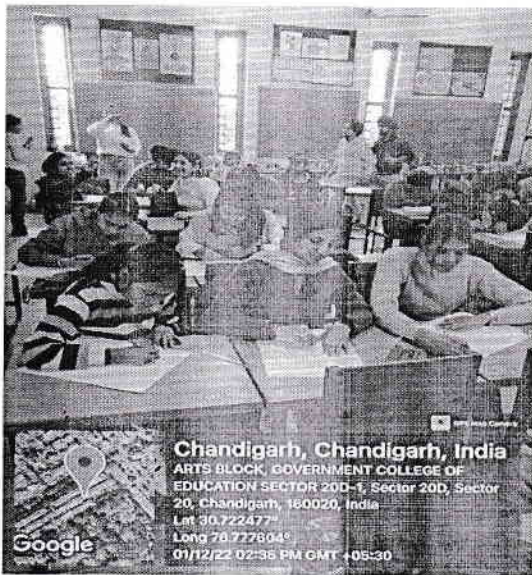 GPS Map Camera
Chandigarh, Chandigarh, India
ARTS BLOCK, GOVERNMENT COLLEGE OF
EDUCATION SECTOR 20D-1, Sector 20D, Sector
20, Chandigarh, 160020, India
Lat 30.722477°
Long 76.777604°
01/12/22 02:35 PM GMT +05:30
Google